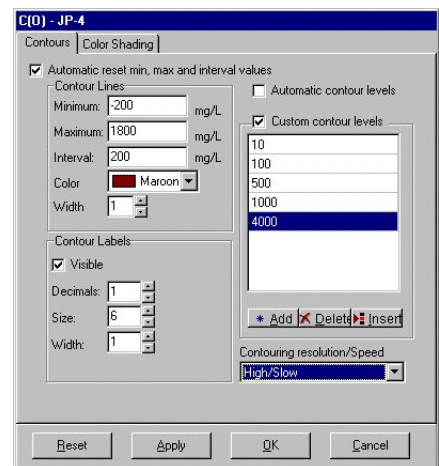 C(O) - JP-4
Contours Color Shading
Automatic reset min, max and interval values
Contour Lines
Minimum: -200 mg/L
Maximum: 1800 mg/L
Interval: 200 mg/L
Color Maroon
Width 1
Contour Labels
Visible
Decimals: 1
Size: 6
Width: 1
Automatic contour levels
Custom contour levels
10
100
500
1000
4000
Add Delete Insert
Contouring resolution/Speed
High/Slow
Reset Apply OK Cancel